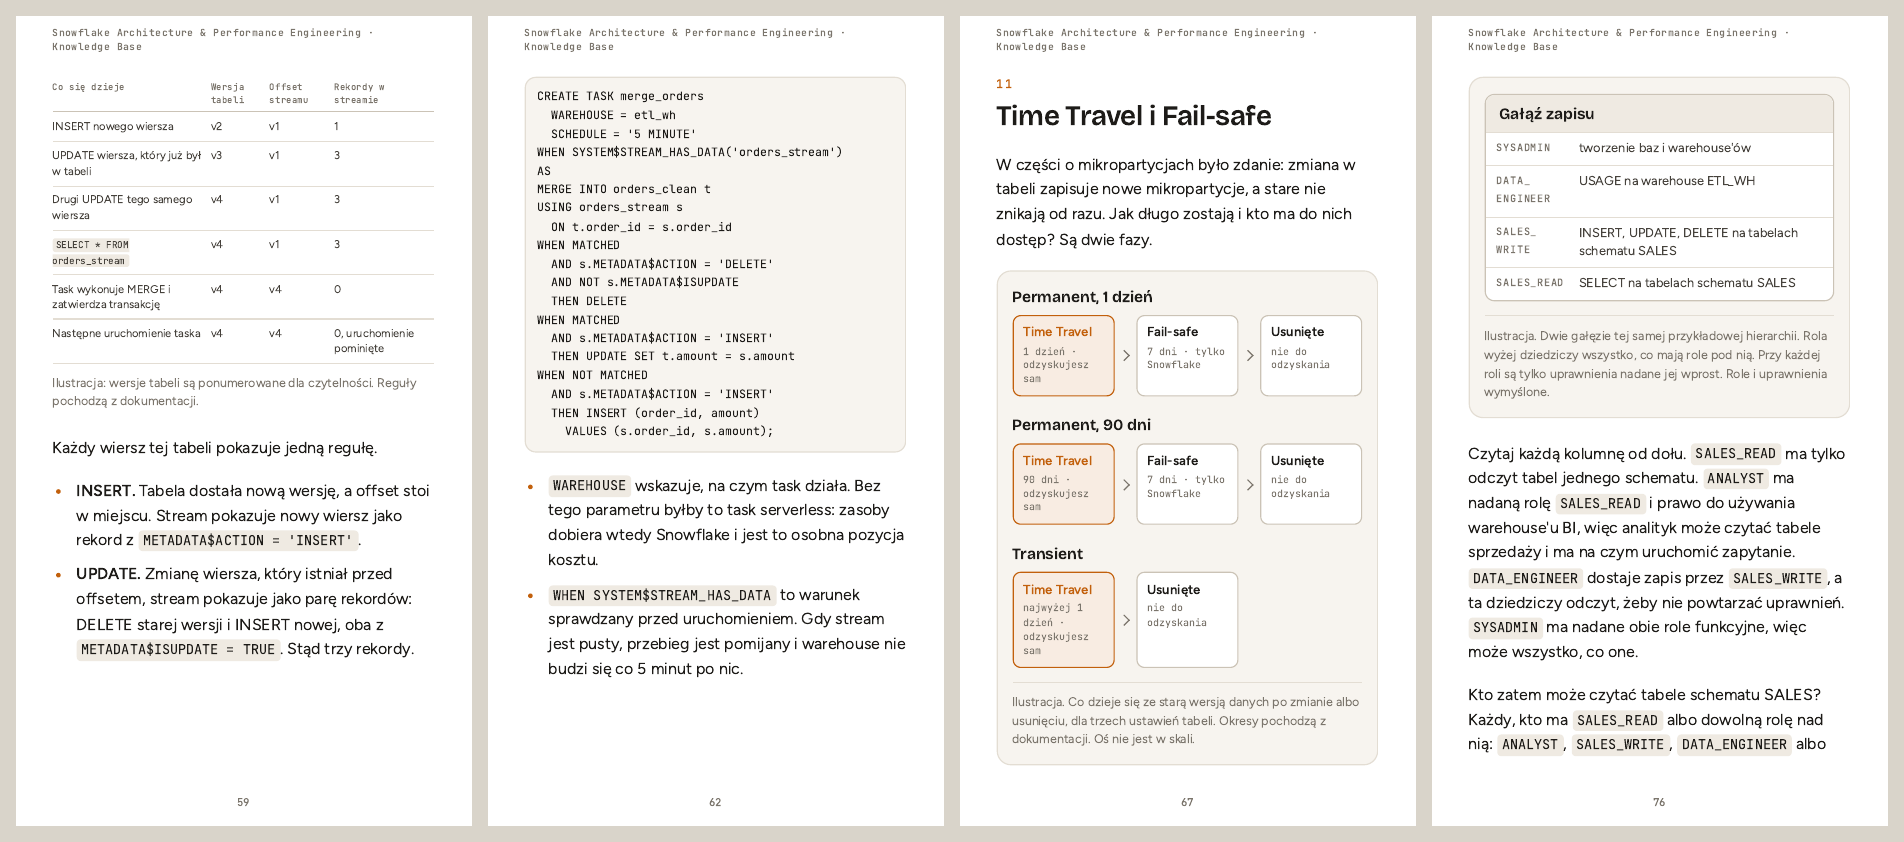 Snowflake Architecture & Performance Engineering ·
Knowledge Base
Co się dzieje
Wersja tabeli
Offset streamu
Rekordy w streamie
INSERT nowego wiersza v2 v1 1
UPDATE wiersza, który już był v3 v1 3
w tabeli
Drugi UPDATE tego samego v4 v1 3
wiersza
SELECT * FROM v4 v1 3
orders_stream
Task wykonuje MERGE i v4 v4 0
zatwierdza transakcję
Następne uruchomienie taska v4 v4 0, uruchomienie
pominięte
Ilustracja: wersje tabeli są ponumerowane dla czytelności. Reguły
pochodzą z dokumentacji.
Każdy wiersz tej tabeli pokazuje jedną regułę.
• INSERT. Tabela dostała nową wersję, a offset stoi
w miejscu. Stream pokazuje nowy wiersz jako
rekord z METADATA$ACTION = 'INSERT'.
• UPDATE. Zmianę wiersza, który istniał przed
offsetem, stream pokazuje jako parę rekordów:
DELETE starej wersji i INSERT nowej, oba z
METADATA$ISUPDATE = TRUE. Stąd trzy rekordy.
59
Snowflake Architecture & Performance Engineering ·
Knowledge Base
CREATE TASK merge_orders
WAREHOUSE = etl_wh
SCHEDULE = '5 MINUTE'
WHEN SYSTEM$STREAM_HAS_DATA('orders_stream')
AS
MERGE INTO orders_clean t
USING orders_stream s
ON t.order_id = s.order_id
WHEN MATCHED
AND s.METADATA$ACTION = 'DELETE'
AND NOT s.METADATA$ISUPDATE
THEN DELETE
WHEN MATCHED
AND s.METADATA$ACTION = 'INSERT'
THEN UPDATE SET t.amount = s.amount
WHEN NOT MATCHED
AND s.METADATA$ACTION = 'INSERT'
THEN INSERT (order_id, amount)
VALUES (s.order_id, s.amount);
• WAREHOUSE wskazuje, na czym task działa. Bez
tego parametru byłby to task serverless: zasoby
dobiera wtedy Snowflake i jest to osobna pozycja
kosztu.
• WHEN SYSTEM$STREAM_HAS_DATA to warunek
sprawdzany przed uruchomieniem. Gdy stream
jest pusty, przebieg jest pomijany i warehouse nie
budzi się co 5 minut po nic.
62
Snowflake Architecture & Performance Engineering ·
Knowledge Base
11
Time Travel i Fail-safe
W części o mikropartycjach było zdanie: zmiana w
tabeli zapisuje nowe mikropartycje, a stare nie
znikają od razu. Jak długo zostają i kto ma do nich
dostęp? Są dwie fazy.
Permanent, 1 dzień
Time Travel
1 dzień ·
odzyskujesz
sam
Fail-safe
7 dni · tylko
Snowflake
Usunięte
nie do
odzyskania
Permanent, 90 dni
Time Travel
90 dni ·
odzyskujesz
sam
Fail-safe
7 dni · tylko
Snowflake
Usunięte
nie do
odzyskania
Transient
Time Travel
najwyżej 1
dzień ·
odzyskujesz
sam
Usunięte
nie do
odzyskania
Ilustracja. Co dzieje się ze starą wersją danych po zmianie albo
usunięciu, dla trzech ustawień tabeli. Okresy pochodzą z
dokumentacji. Oś nie jest w skali.
67
Snowflake Architecture & Performance Engineering ·
Knowledge Base
Gałąź zapisu
SYSADMIN tworzenie baz i warehouse'ów
DATA_ USAGE na warehouse ETL_WH
ENGINEER
SALES_ INSERT, UPDATE, DELETE na tabelach
WRITE schematu SALES
SALES_READ SELECT na tabelach schematu SALES
Ilustracja. Dwie gałęzie tej samej przykładowej hierarchii. Rola
wyżej dziedziczy wszystko, co mają role pod nią. Przy każdej
roli są tylko uprawnienia nadane jej wprost. Role i uprawnienia
wymyślone.
Czytaj każdą kolumnę od dołu. SALES_READ ma tylko
odczyt tabel jednego schematu. ANALYST ma
nadaną rolę SALES_READ i prawo do używania
warehouse'u BI, więc analityk może czytać tabele
sprzedaży i ma na czym uruchomić zapytanie.
DATA_ENGINEER dostaje zapis przez SALES_WRITE, a
ta dziedziczy odczyt, żeby nie powtarzać uprawnień.
SYSADMIN ma nadane obie role funkcyjne, więc
może wszystko, co one.
Kto zatem może czytać tabele schematu SALES?
Każdy, kto ma SALES_READ albo dowolną rolę nad
nią: ANALYST, SALES_WRITE, DATA_ENGINEER albo
76